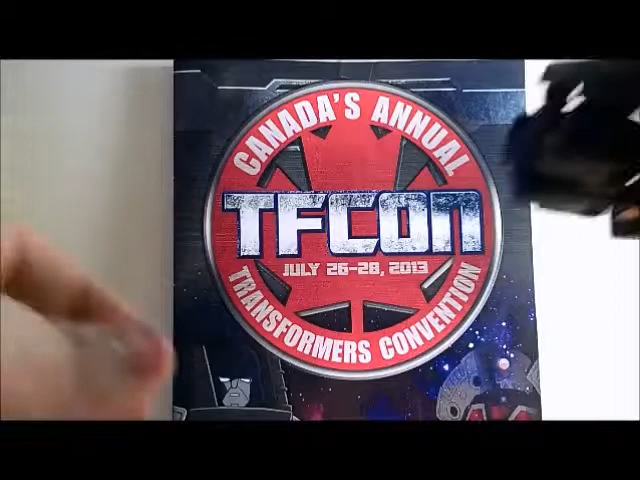 CANADA'S ANNUAL
TFCON
JULY 26-28, 2013
TRANSFORMERS CONVENTION